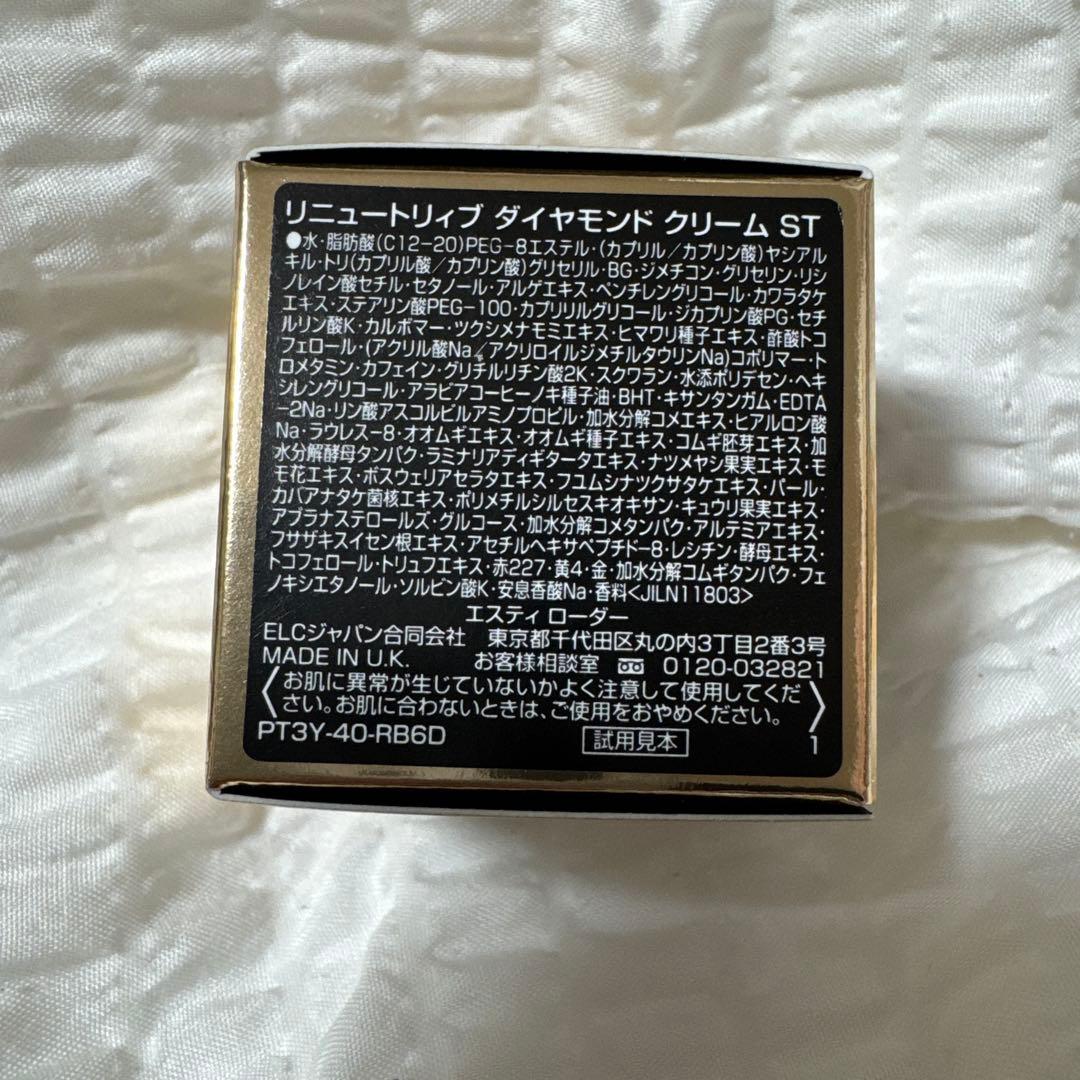 リニュートリィブ ダイヤモンド クリーム ST
●水・脂肪酸(C12-20)PEG-8エステル・(カプリル／カプリン酸)ヤシアル
キル・トリ(カプリル酸／カプリン酸)グリセリル・BG・ジメチコン・グリセリン・リシ
ノレイン酸セチル・セタノール・アルゲエキス・ペンチレングリコール・カワラタケ
エキス・ステアリン酸PEG-100・カプリリルグリコール・ジカプリン酸PG・セチ
ルリン酸K・カルボマー・ツクシメナモミエキス・ヒマワリ種子エキス・酢酸トコ
フェロール・(アクリル酸Na／アクリロイルジメチルタウリンNa)コポリマー・ト
ロメタミン・カフェイン・グリチルリチン酸2K・スクワラン・水添ポリデセン・ヘキ
シレングリコール・アラビアコーヒーノキ種子油・BHT・キサンタンガム・EDTA
-2Na・リン酸アスコルビルアミノプロピル・加水分解コメエキス・ヒアルロン酸
Na・ラウレス-8・オオムギエキス・オオムギ種子エキス・コムギ胚芽エキス・加
水分解酵母タンパク・ラミナリアディギタータエキス・ナツメヤシ果実エキス・モ
モ花エキス・ボスウェリアセラタエキス・フユムシナツクサタケエキス・パール・
カバアナタケ菌核エキス・ポリメチルシルセスキオキサン・キュウリ果実エキス・
アブラナステロールズ・グルコース・加水分解コメタンパク・アルテミアエキス・
フサザキスイセン根エキス・アセチルヘキサペプチド-8・レシチン・酵母エキス・
トコフェロール・トリュフエキス・赤227・黄4・金・加水分解コムギタンパク・フェ
ノキシエタノール・ソルビン酸K・安息香酸Na・香料<JILN11803>
エスティ ローダー
ELCジャパン合同会社 東京都千代田区丸の内3丁目2番3号
MADE IN U.K. お客様相談室 0120-032821
〈お肌に異常が生じていないかよく注意して使用してくだ
さい。お肌に合わないときは、ご使用をおやめください。〉
PT3Y-40-RB6D 試用見本 1